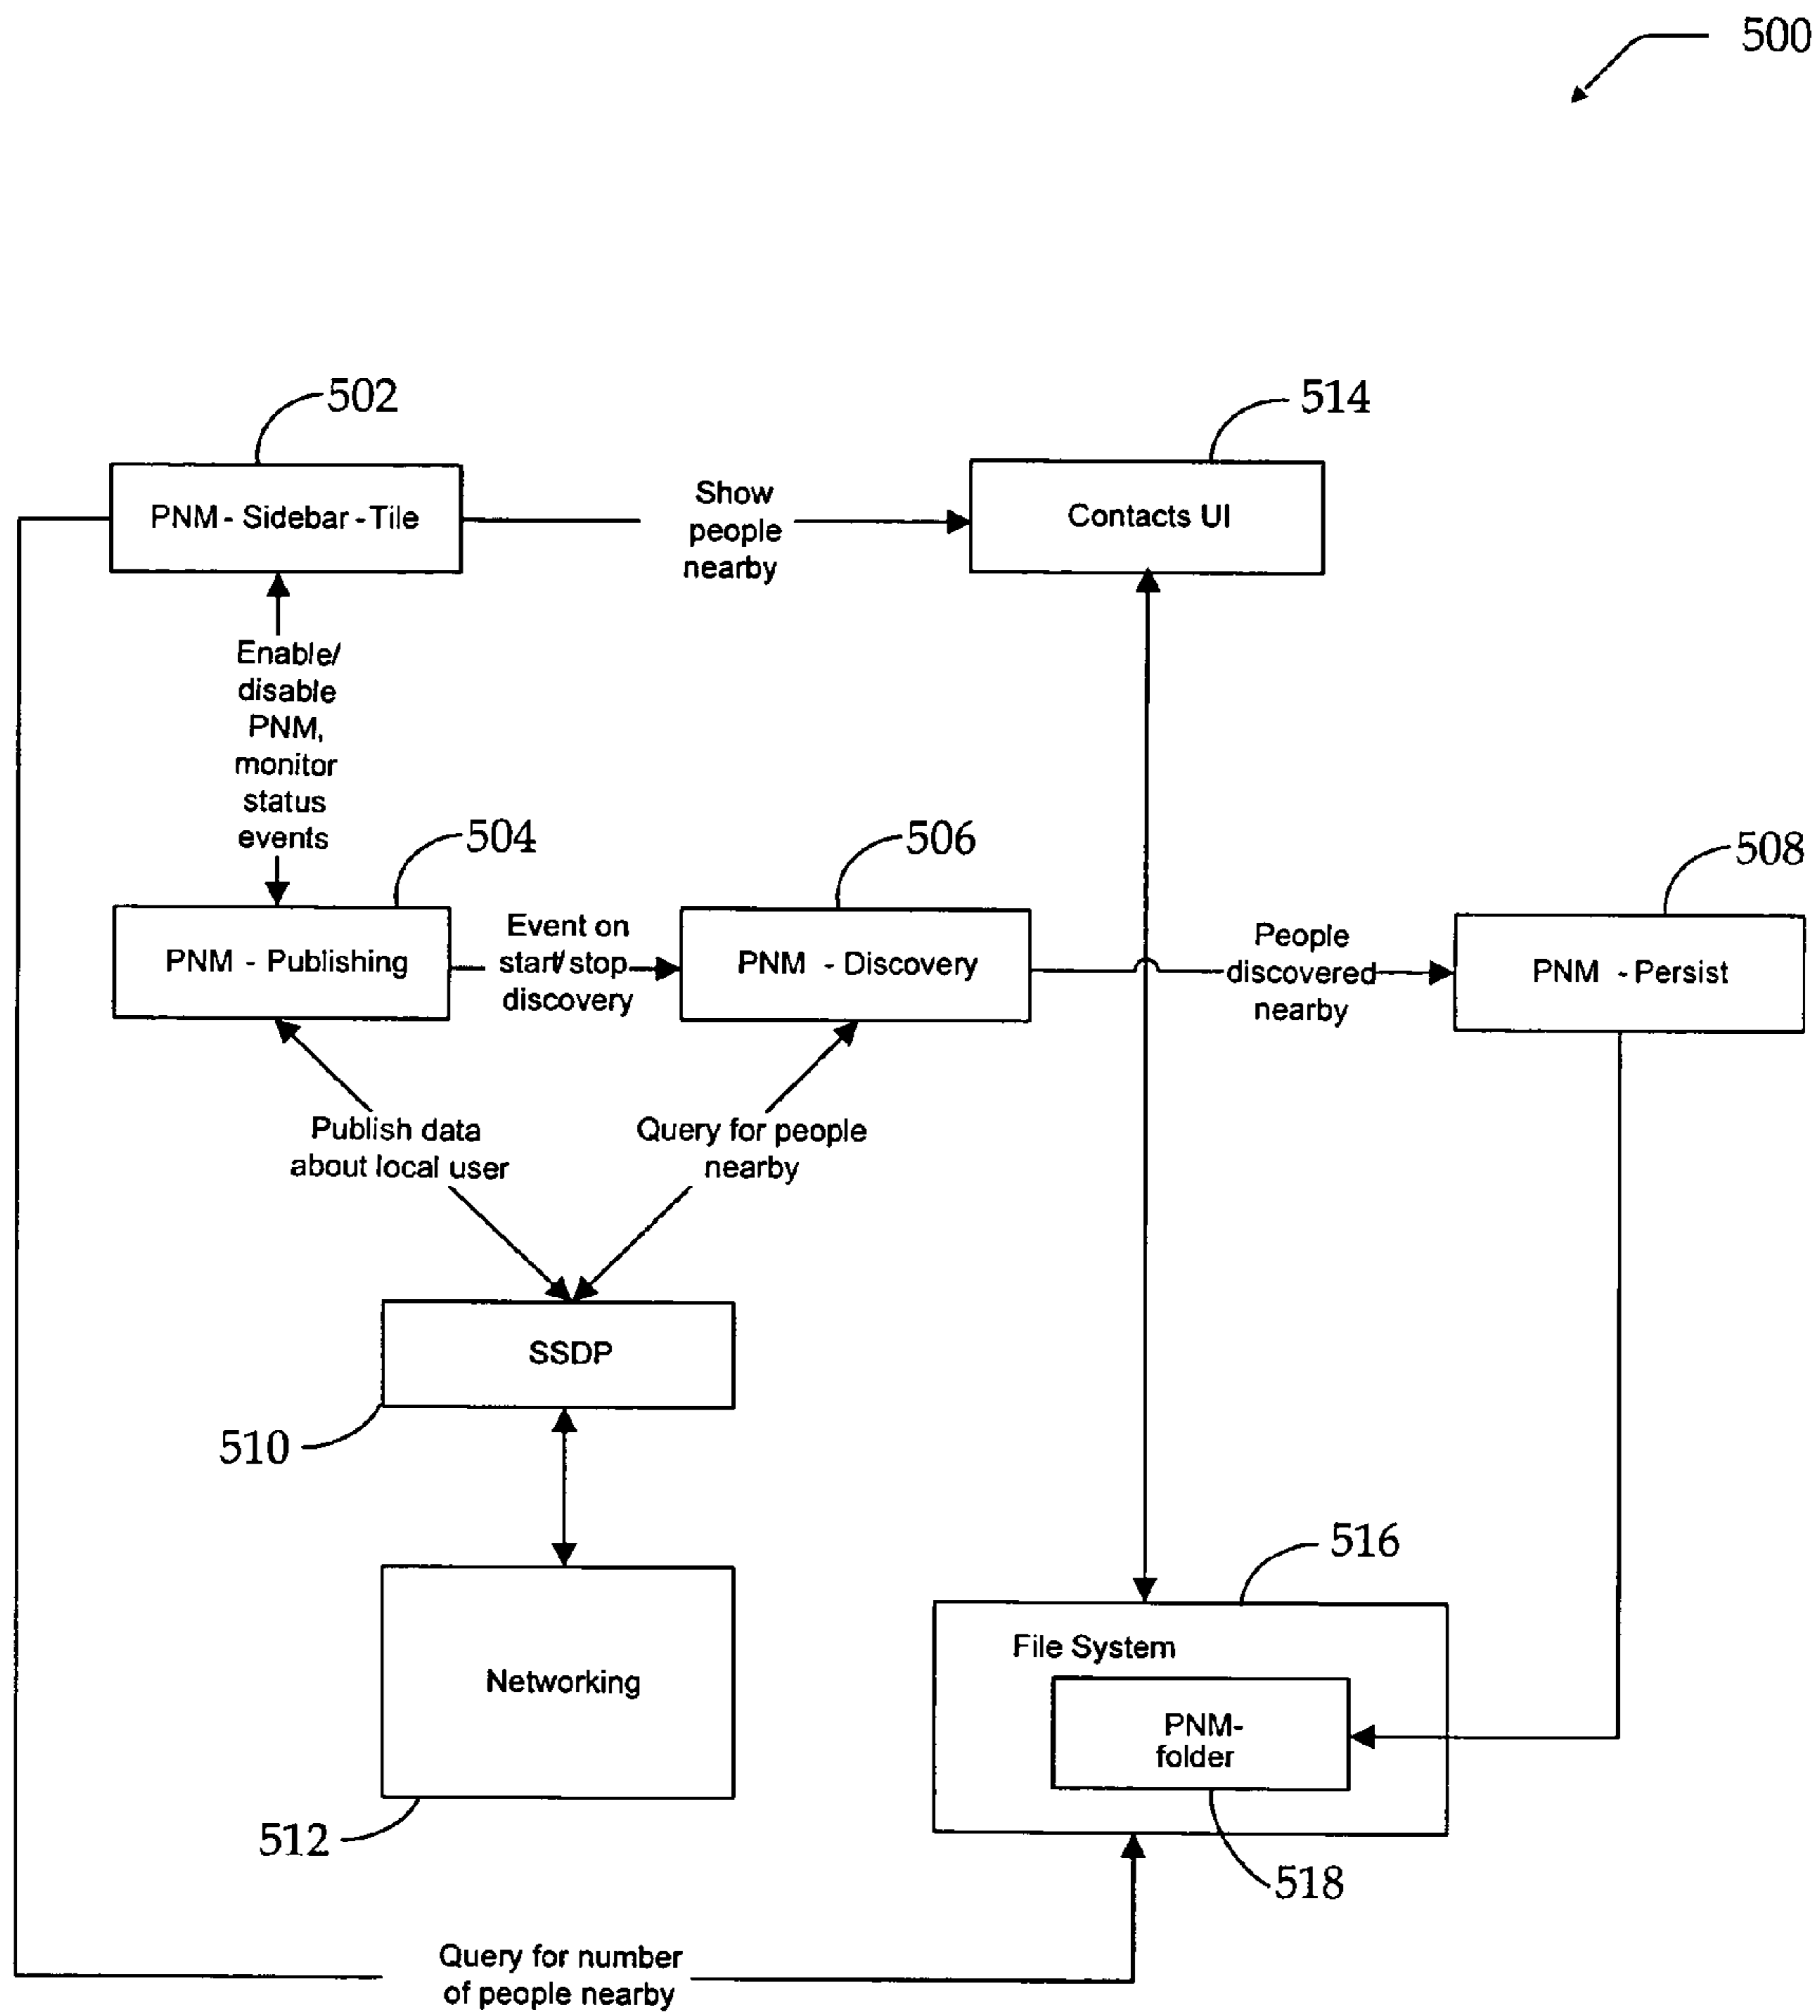 500
502
514
PNM - Sidebar - Tile
Show
people
nearby
Contacts UI
Enable/
disable
PNM,
monitor
status
events
504
506
508
PNM - Publishing
Event on
start/stop
discovery
PNM - Discovery
People
discovered
nearby
PNM - Persist
Publish data
about local user
Query for people
nearby
SSDP
510
516
File System
Networking
PNM-
folder
512
518
Query for number
of people nearby